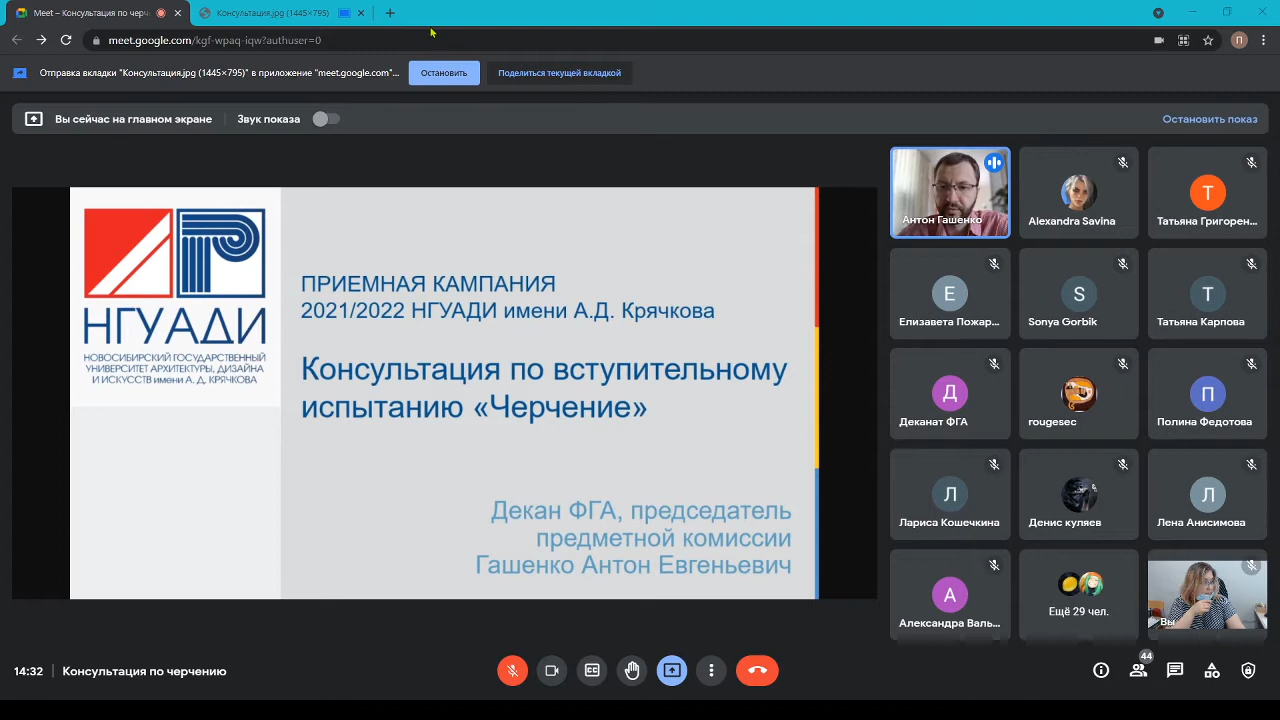 Meet – Консультация по черч
Консультация.jpg (1445×795)
meet.google.com/kgf-wpaq-iqw?authuser=0
П
Отправка вкладки "Консультация.jpg (1445×795)" в приложение "meet.google.com"...
Остановить
Поделиться текущей вкладкой
Вы сейчас на главном экране
Звук показа
Остановить показ
НГУАДИ
НОВОСИБИРСКИЙ ГОСУДАРСТВЕННЫЙ
УНИВЕРСИТЕТ АРХИТЕКТУРЫ, ДИЗАЙНА
И ИСКУССТВ имени А. Д. КРЯЧКОВА
ПРИЕМНАЯ КАМПАНИЯ
2021/2022 НГУАДИ имени А.Д. Крячкова
Консультация по вступительному
испытанию «Черчение»
Декан ФГА, председатель
предметной комиссии
Гашенко Антон Евгеньевич
Антон Гашенко
Alexandra Savina
Т
Татьяна Григорен...
Е
Елизавета Пожар...
S
Sonya Gorbik
Т
Татьяна Карпова
Д
Деканат ФГА
rougesec
П
Полина Федотова
Л
Лариса Кошечкина
Денис куляев
Л
Лена Анисимова
А
Александра Валь...
Ещё 29 чел.
Вы
14:32
Консультация по черчению
CC
44